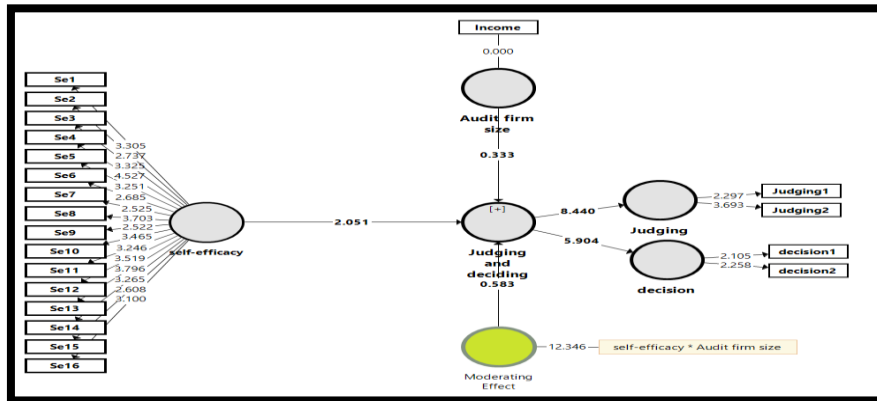 Income
0.000
Audit firm
size
0.333
Se1
Se2
Se3
Se4
Se5
Se6
Se7
Se8
Se9
Se10
Se11
Se12
Se13
Se14
Se15
Se16
3.305
2.737
3.325
4.527
3.251
2.685
2.525
3.703
2.522
3.465
3.246
3.519
3.796
3.265
2.608
3.100
self-efficacy
2.051
[+]
Judging
and
deciding
0.583
8.440
5.904
Judging
2.297
3.693
Judging1
Judging2
decision
2.105
2.258
decision1
decision2
Moderating
Effect
12.346
self-efficacy * Audit firm size